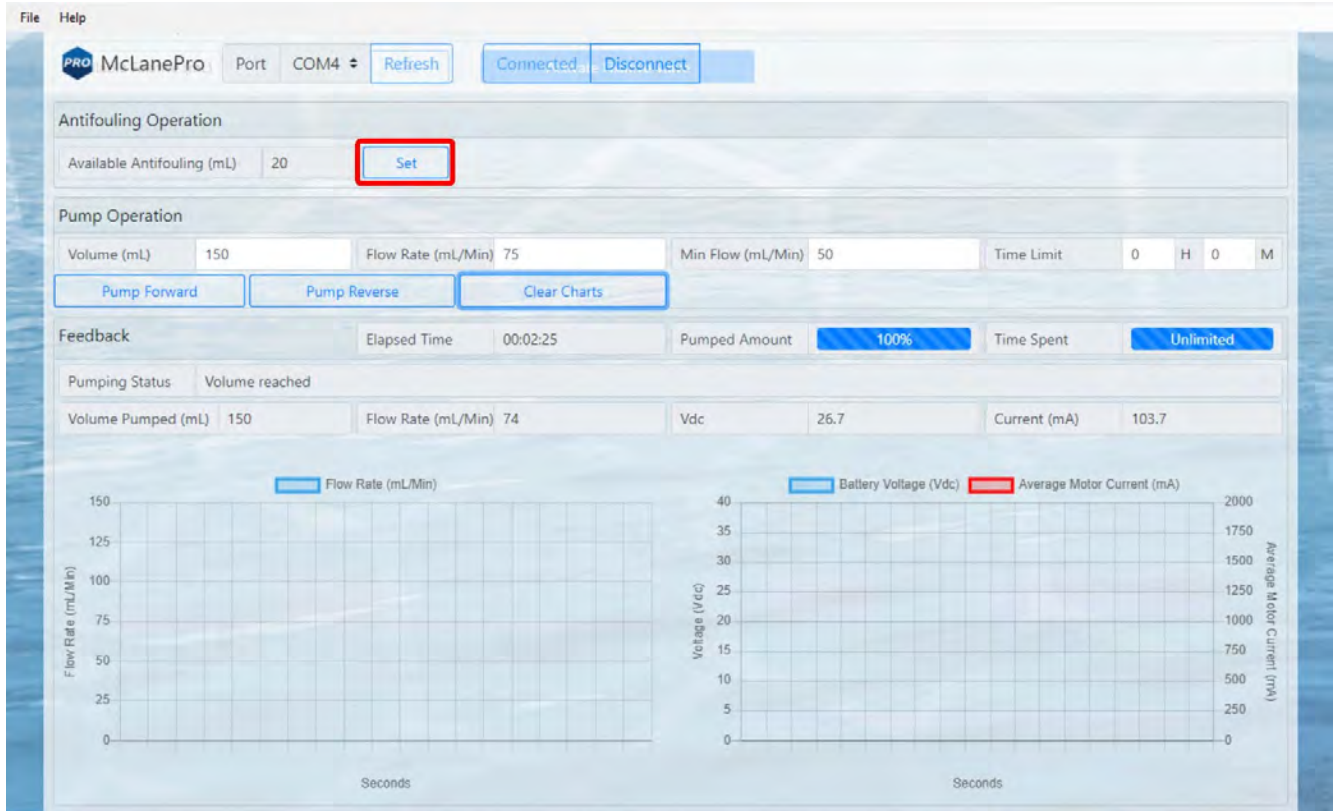 File Help
PRO McLanePro Port COM4 Refresh Connected Disconnect
Antifouling Operation
Available Antifouling (mL) 20 Set
Pump Operation
Volume (mL) 150 Flow Rate (mL/Min) 75 Min Flow (mL/Min) 50 Time Limit 0 H 0 M
Pump Forward Pump Reverse Clear Charts
Feedback Elapsed Time 00:02:25 Pumped Amount 100% Time Spent Unlimited
Pumping Status Volume reached
Volume Pumped (mL) 150 Flow Rate (mL/Min) 74 Vdc 26.7 Current (mA) 103.7
Flow Rate (mL/Min)
150
125
100
75
50
25
0
Flow Rate (mL/Min)
Seconds
Battery Voltage (Vdc) Average Motor Current (mA)
40
35
30
25
20
15
10
5
0
Voltage (Vdc)
2000
1750
1500
1250
1000
750
500
250
0
Average Motor Current (mA)
Seconds